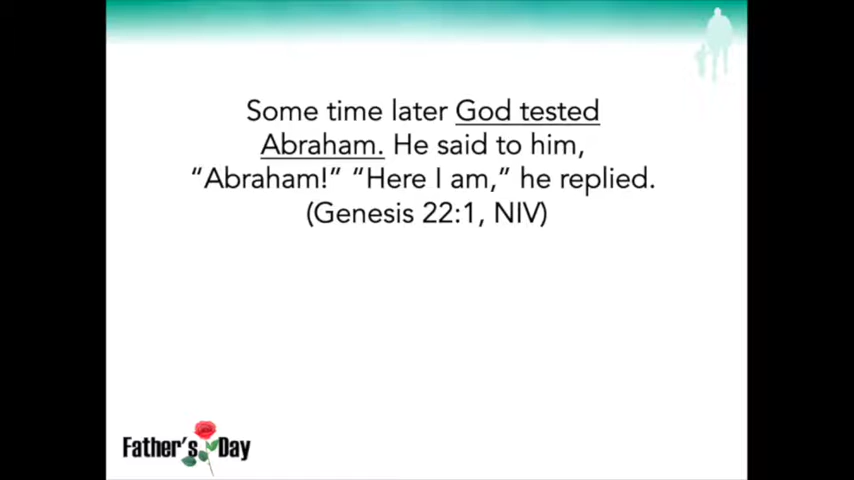 Some time later God tested
Abraham. He said to him,
“Abraham!” “Here I am,” he replied.
(Genesis 22:1, NIV)
Father's Day